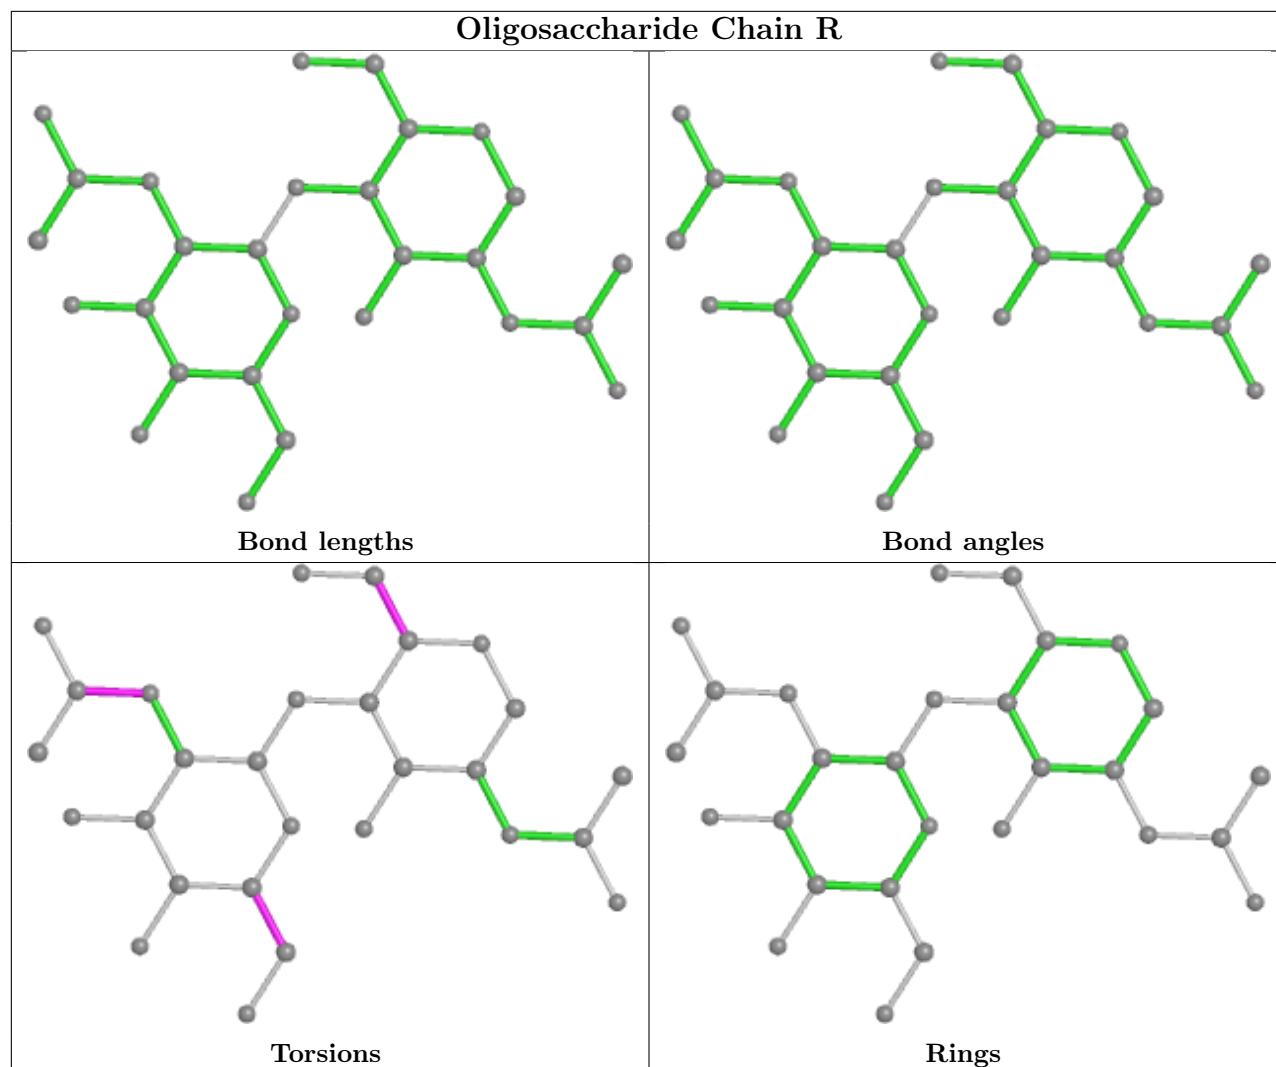 Oligosaccharide Chain R
Bond lengths
Bond angles
Torsions
Rings